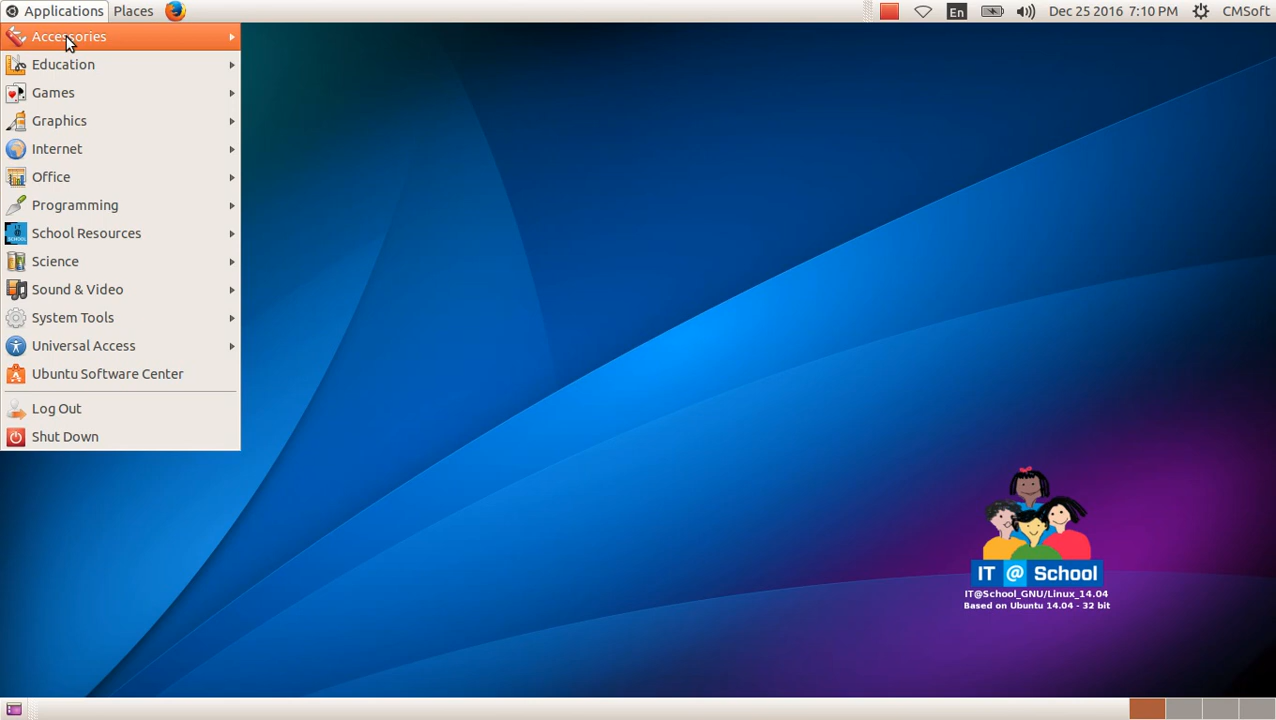 Applications Places En Dec 25 2016 7:10 PM CMSoft
Accessories
Education
Games
Graphics
Internet
Office
Programming
School Resources
Science
Sound & Video
System Tools
Universal Access
Ubuntu Software Center
Log Out
Shut Down
IT @ School
IT@School_GNU/Linux_14.04
Based on Ubuntu 14.04 - 32 bit